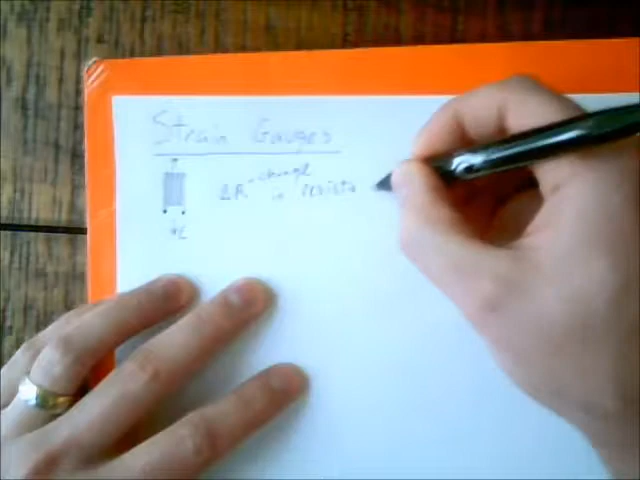 Strain Gauges
ΔR - change
in resista